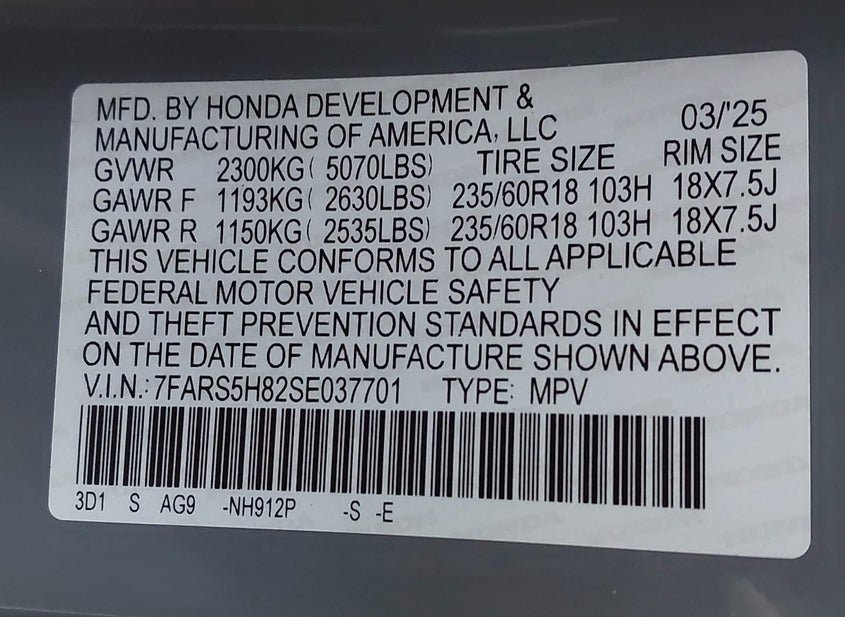 MFD. BY HONDA DEVELOPMENT &
MANUFACTURING OF AMERICA, LLC 03/'25
GVWR 2300KG( 5070LBS) TIRE SIZE RIM SIZE
GAWR F 1193KG( 2630LBS) 235/60R18 103H 18X7.5J
GAWR R 1150KG( 2535LBS) 235/60R18 103H 18X7.5J
THIS VEHICLE CONFORMS TO ALL APPLICABLE
FEDERAL MOTOR VEHICLE SAFETY
AND THEFT PREVENTION STANDARDS IN EFFECT
ON THE DATE OF MANUFACTURE SHOWN ABOVE.
V.I.N.: 7FARS5H82SE037701 TYPE: MPV
3D1 S AG9 -NH912P -S -E